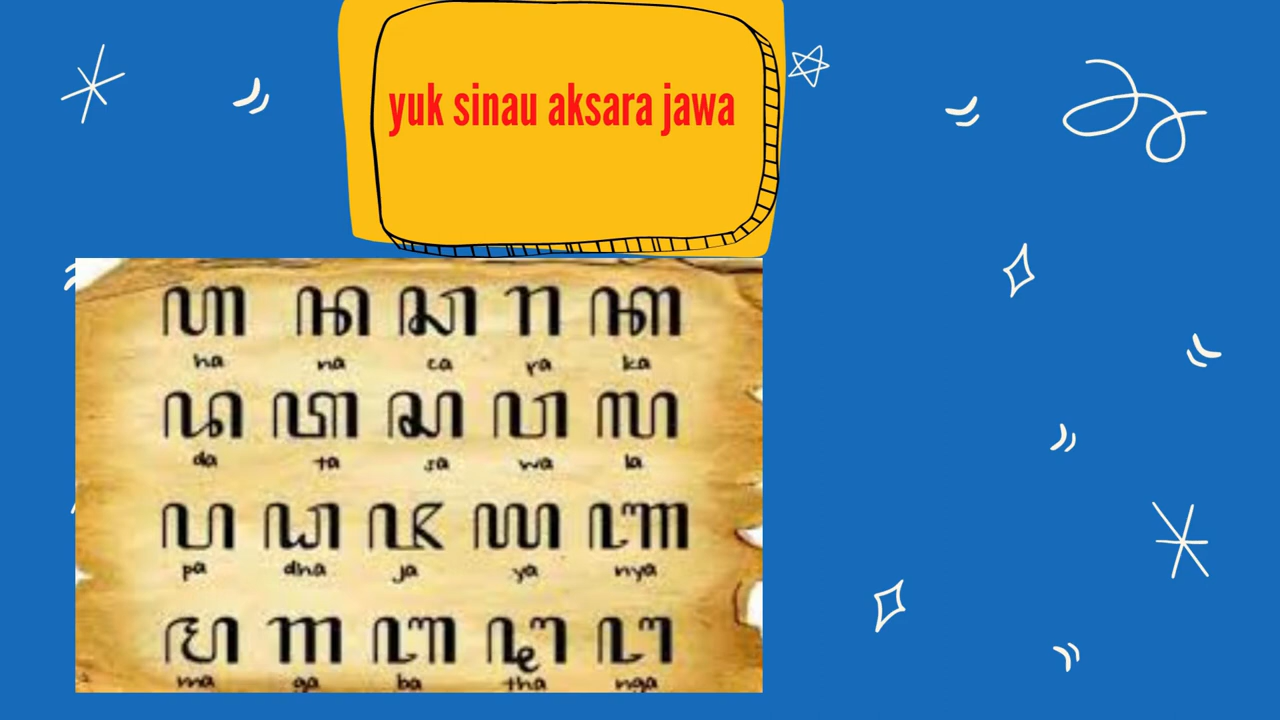 yuk sinau aksara jawa
ꦲ ꦤ ꦕ ꦫ ꦏ
ha na ca ra ka
ꦢ ꦠ ꦱ ꦮ ꦭ
da ta sa wa la
ꦥ ꦝ ꦗ ꦪ ꦚ
pa dha ja ya nya
ꦩ ꦒ ꦧ ꦛ ꦔ
ma ga ba tha nga